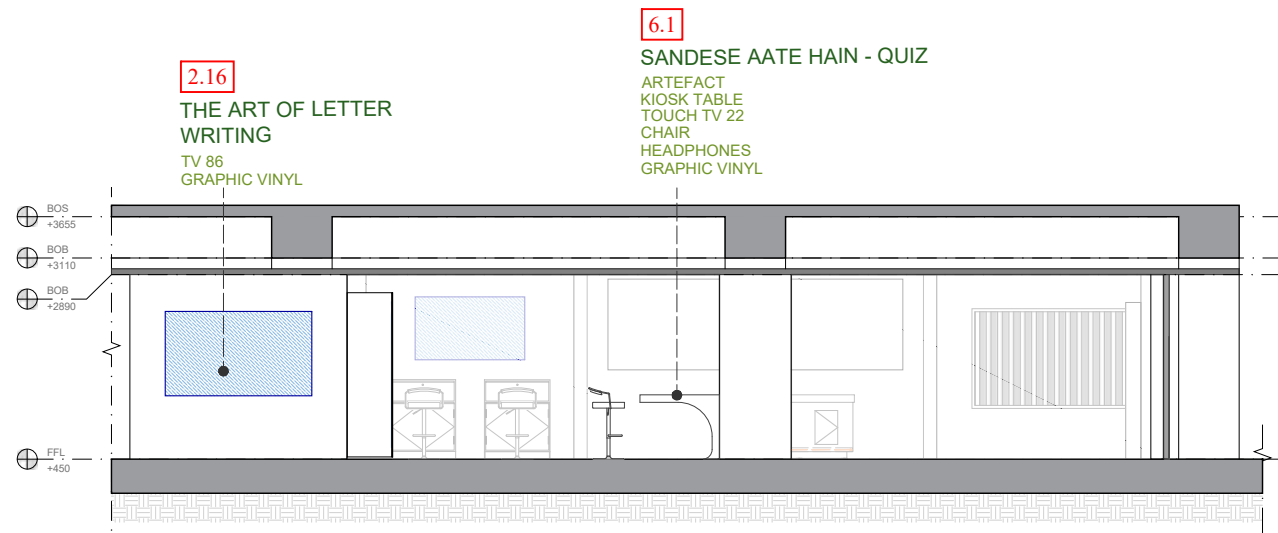 6.1
SANDESE AATE HAIN - QUIZ
ARTEFACT
KIOSK TABLE
TOUCH TV 22
CHAIR
HEADPHONES
GRAPHIC VINYL
2.16
THE ART OF LETTER
WRITING
TV 86
GRAPHIC VINYL
BOS
+3655
BOB
+3110
BOB
+2890
FFL
+450